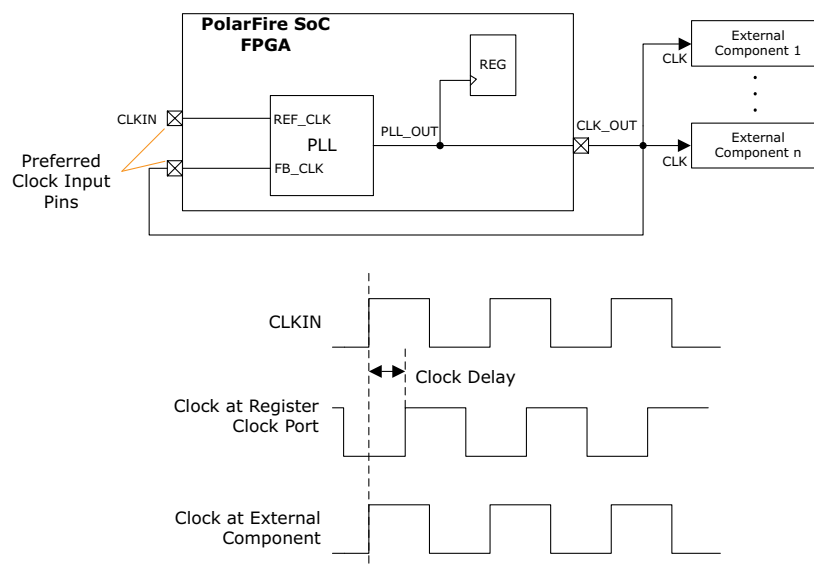 PolarFire SoC
FPGA
REG
External
Component 1
CLK
CLKIN
REF_CLK
PLL
FB_CLK
PLL_OUT
CLK_OUT
External
Component n
CLK
Preferred
Clock Input
Pins
CLKIN
Clock Delay
Clock at Register
Clock Port
Clock at External
Component